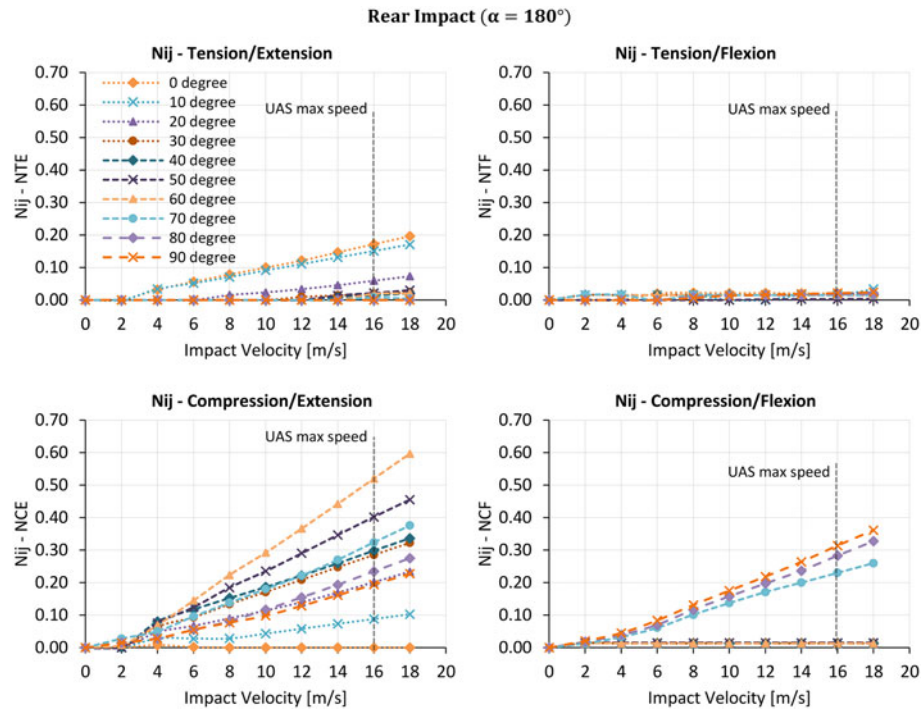 Rear Impact (α = 180°)
Nij - Tension/Extension
0.70
0.60
0.50
0.40
0.30
0.20
0.10
0.00
Nij - NTE
0 degree
10 degree
20 degree
30 degree
40 degree
50 degree
60 degree
70 degree
80 degree
90 degree
UAS max speed
0 2 4 6 8 10 12 14 16 18 20
Impact Velocity [m/s]
Nij - Tension/Flexion
0.70
0.60
0.50
0.40
0.30
0.20
0.10
0.00
Nij - NTF
UAS max speed
0 2 4 6 8 10 12 14 16 18 20
Impact Velocity [m/s]
Nij - Compression/Extension
0.70
0.60
0.50
0.40
0.30
0.20
0.10
0.00
Nij - NCE
UAS max speed
0 2 4 6 8 10 12 14 16 18 20
Impact Velocity [m/s]
Nij - Compression/Flexion
0.70
0.60
0.50
0.40
0.30
0.20
0.10
0.00
Nij - NCF
UAS max speed
0 2 4 6 8 10 12 14 16 18 20
Impact Velocity [m/s]